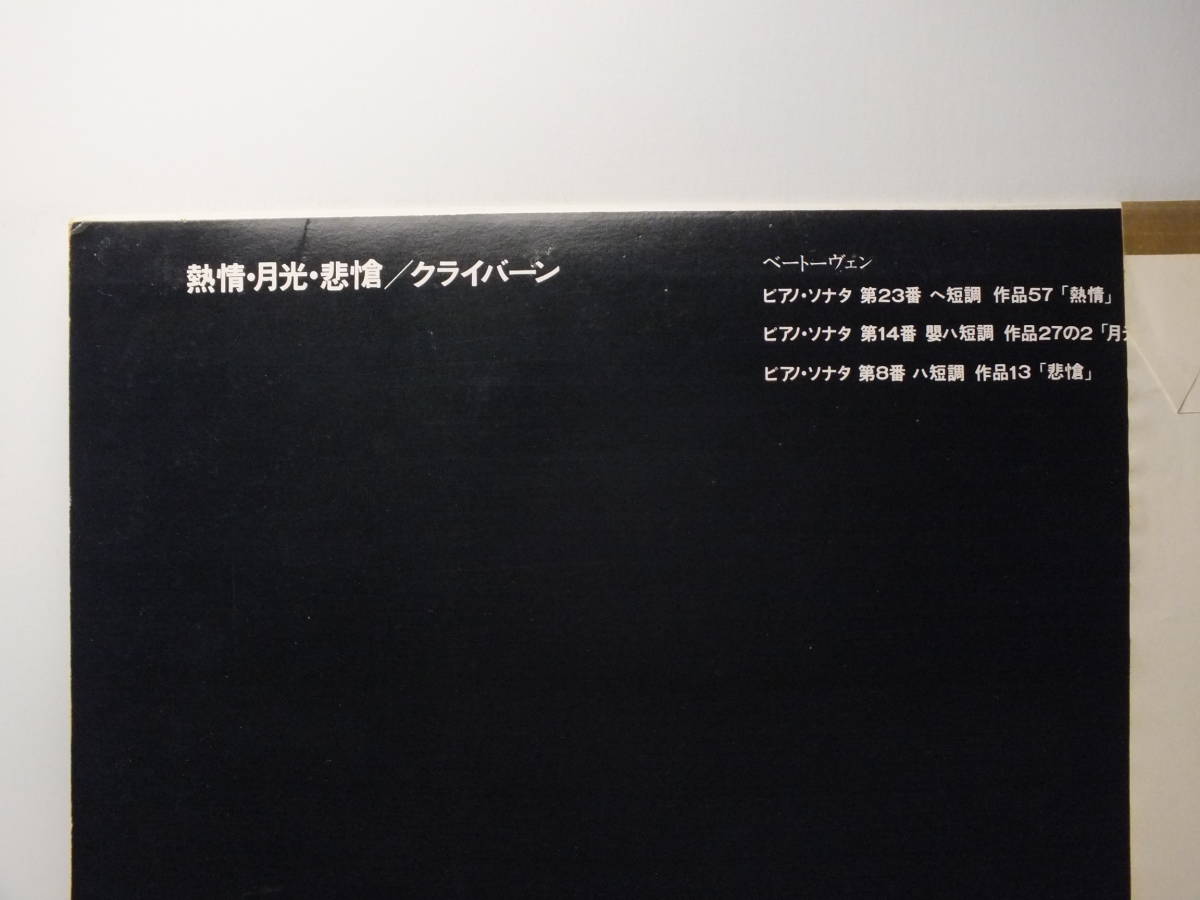 熱情・月光・悲愴／クライバーン
ベートーヴェン
ピアノ・ソナタ 第23番 ヘ短調 作品57「熱情」
ピアノ・ソナタ 第14番 嬰ハ短調 作品27の2「月
ピアノ・ソナタ 第8番 ハ短調 作品13「悲愴」